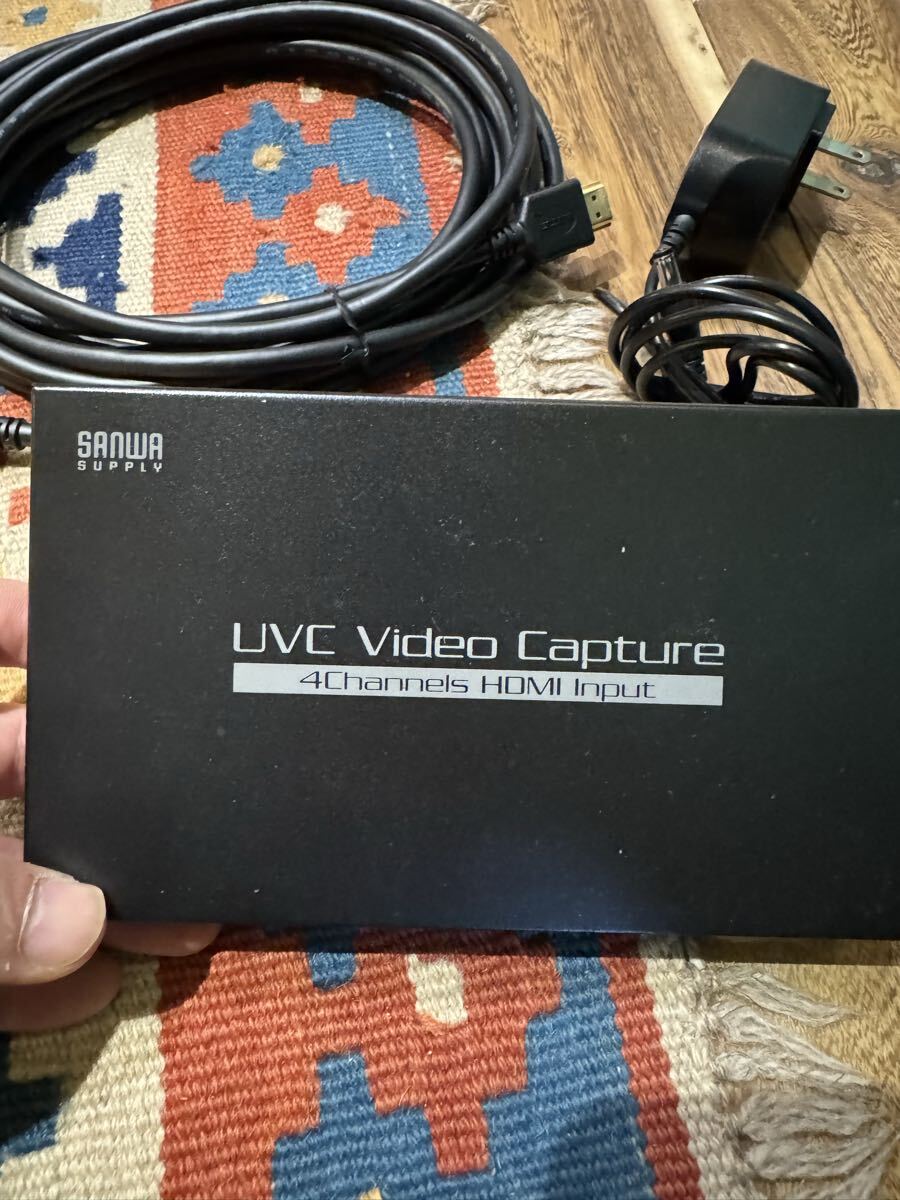 SANWA
SUPPLY
UVC Video Capture
4Channels HDMI Input